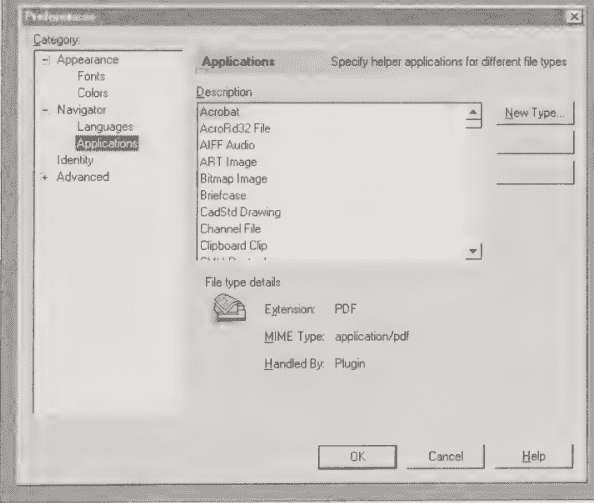 Preferences
Category:
Appearance
Fonts
Colors
Navigator
Languages
Applications
Identity
Advanced
Applications
Specify helper applications for different file types
Description
Acrobat
AcroRd32 File
AIFF Audio
ART Image
Bitmap Image
Briefcase
CadStd Drawing
Channel File
Clipboard Clip
New Type...
File type details
Extension: PDF
MIME Type: application/pdf
Handled By: Plugin
OK
Cancel
Help